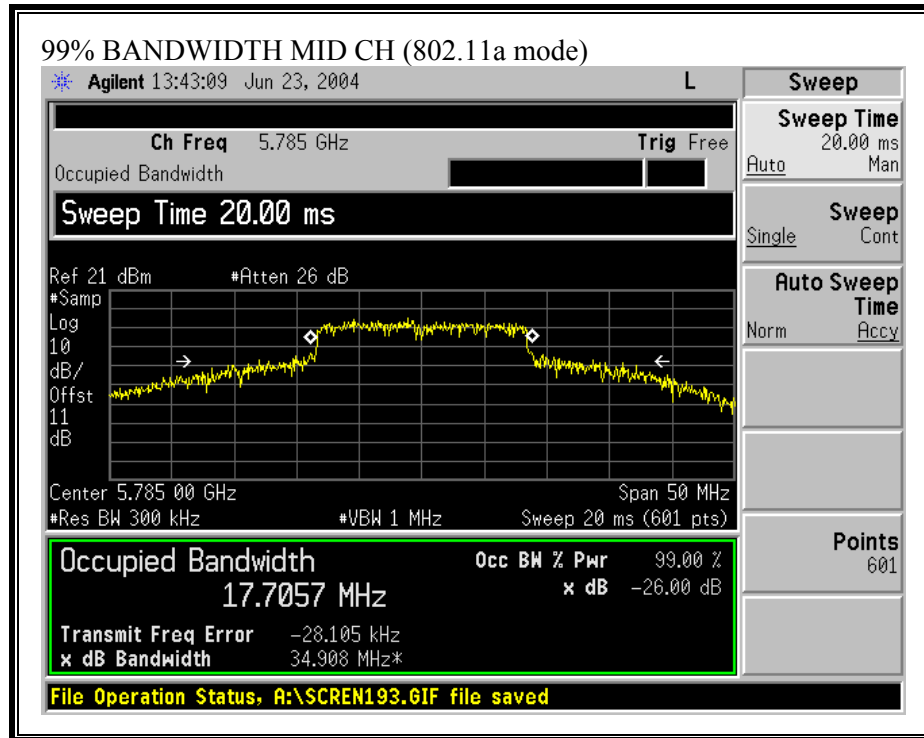 99% BANDWIDTH MID CH (802.11a mode)
Agilent 13:43:09 Jun 23, 2004 L
Sweep
Ch Freq 5.785 GHz Trig Free
Occupied Bandwidth
Sweep Time 20.00 ms
Ref 21 dBm #Atten 26 dB
#Samp
Log
10
dB/
Offst
11
dB
Center 5.785 00 GHz Span 50 MHz
#Res BW 300 kHz #VBW 1 MHz Sweep 20 ms (601 pts)
Occupied Bandwidth Occ BW % Pwr 99.00 %
17.7057 MHz x dB -26.00 dB
Transmit Freq Error -28.105 kHz
x dB Bandwidth 34.908 MHz*
File Operation Status, A:\SCREN193.GIF file saved
Sweep Time
20.00 ms
Auto Man
Sweep
Single Cont
Auto Sweep
Time
Norm Accy
Points
601